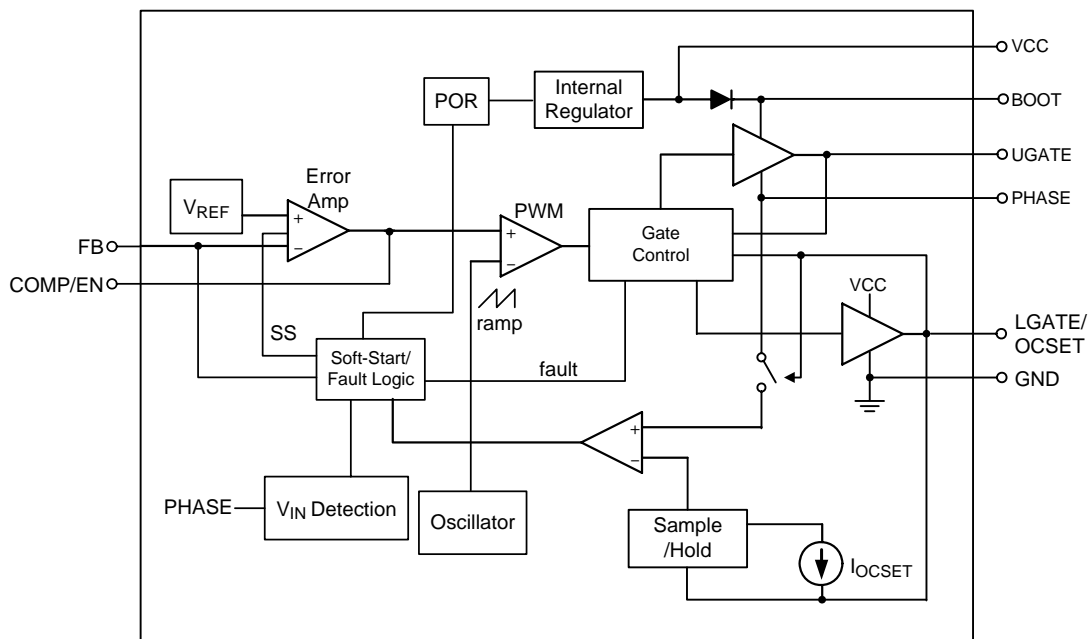 VCC
Internal
Regulator
POR
BOOT
UGATE
Error
Amp
VREF
+
−
PWM
+
−
PHASE
Gate
Control
FB
COMP/EN
VCC
SS
ramp
LGATE/
OCSET
Soft-Start/
Fault Logic
fault
GND
+
−
PHASE
VIN Detection
Oscillator
Sample
/Hold
IOCSET